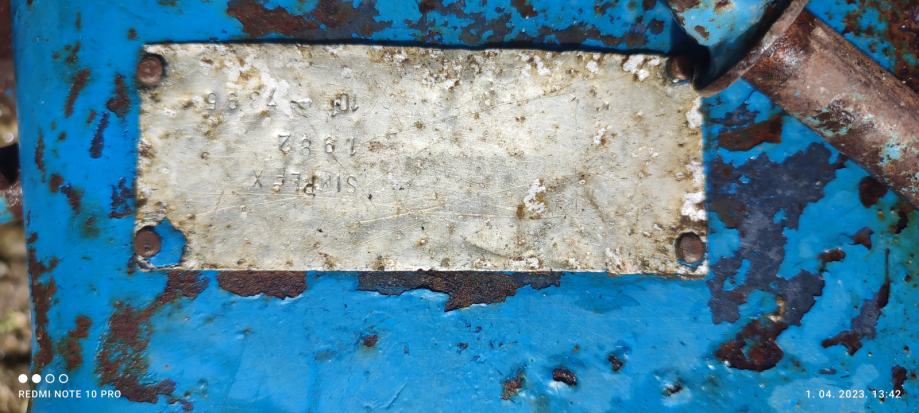 SIMPLEX
1982
REDMI NOTE 10 PRO
1. 04. 2023. 13:42